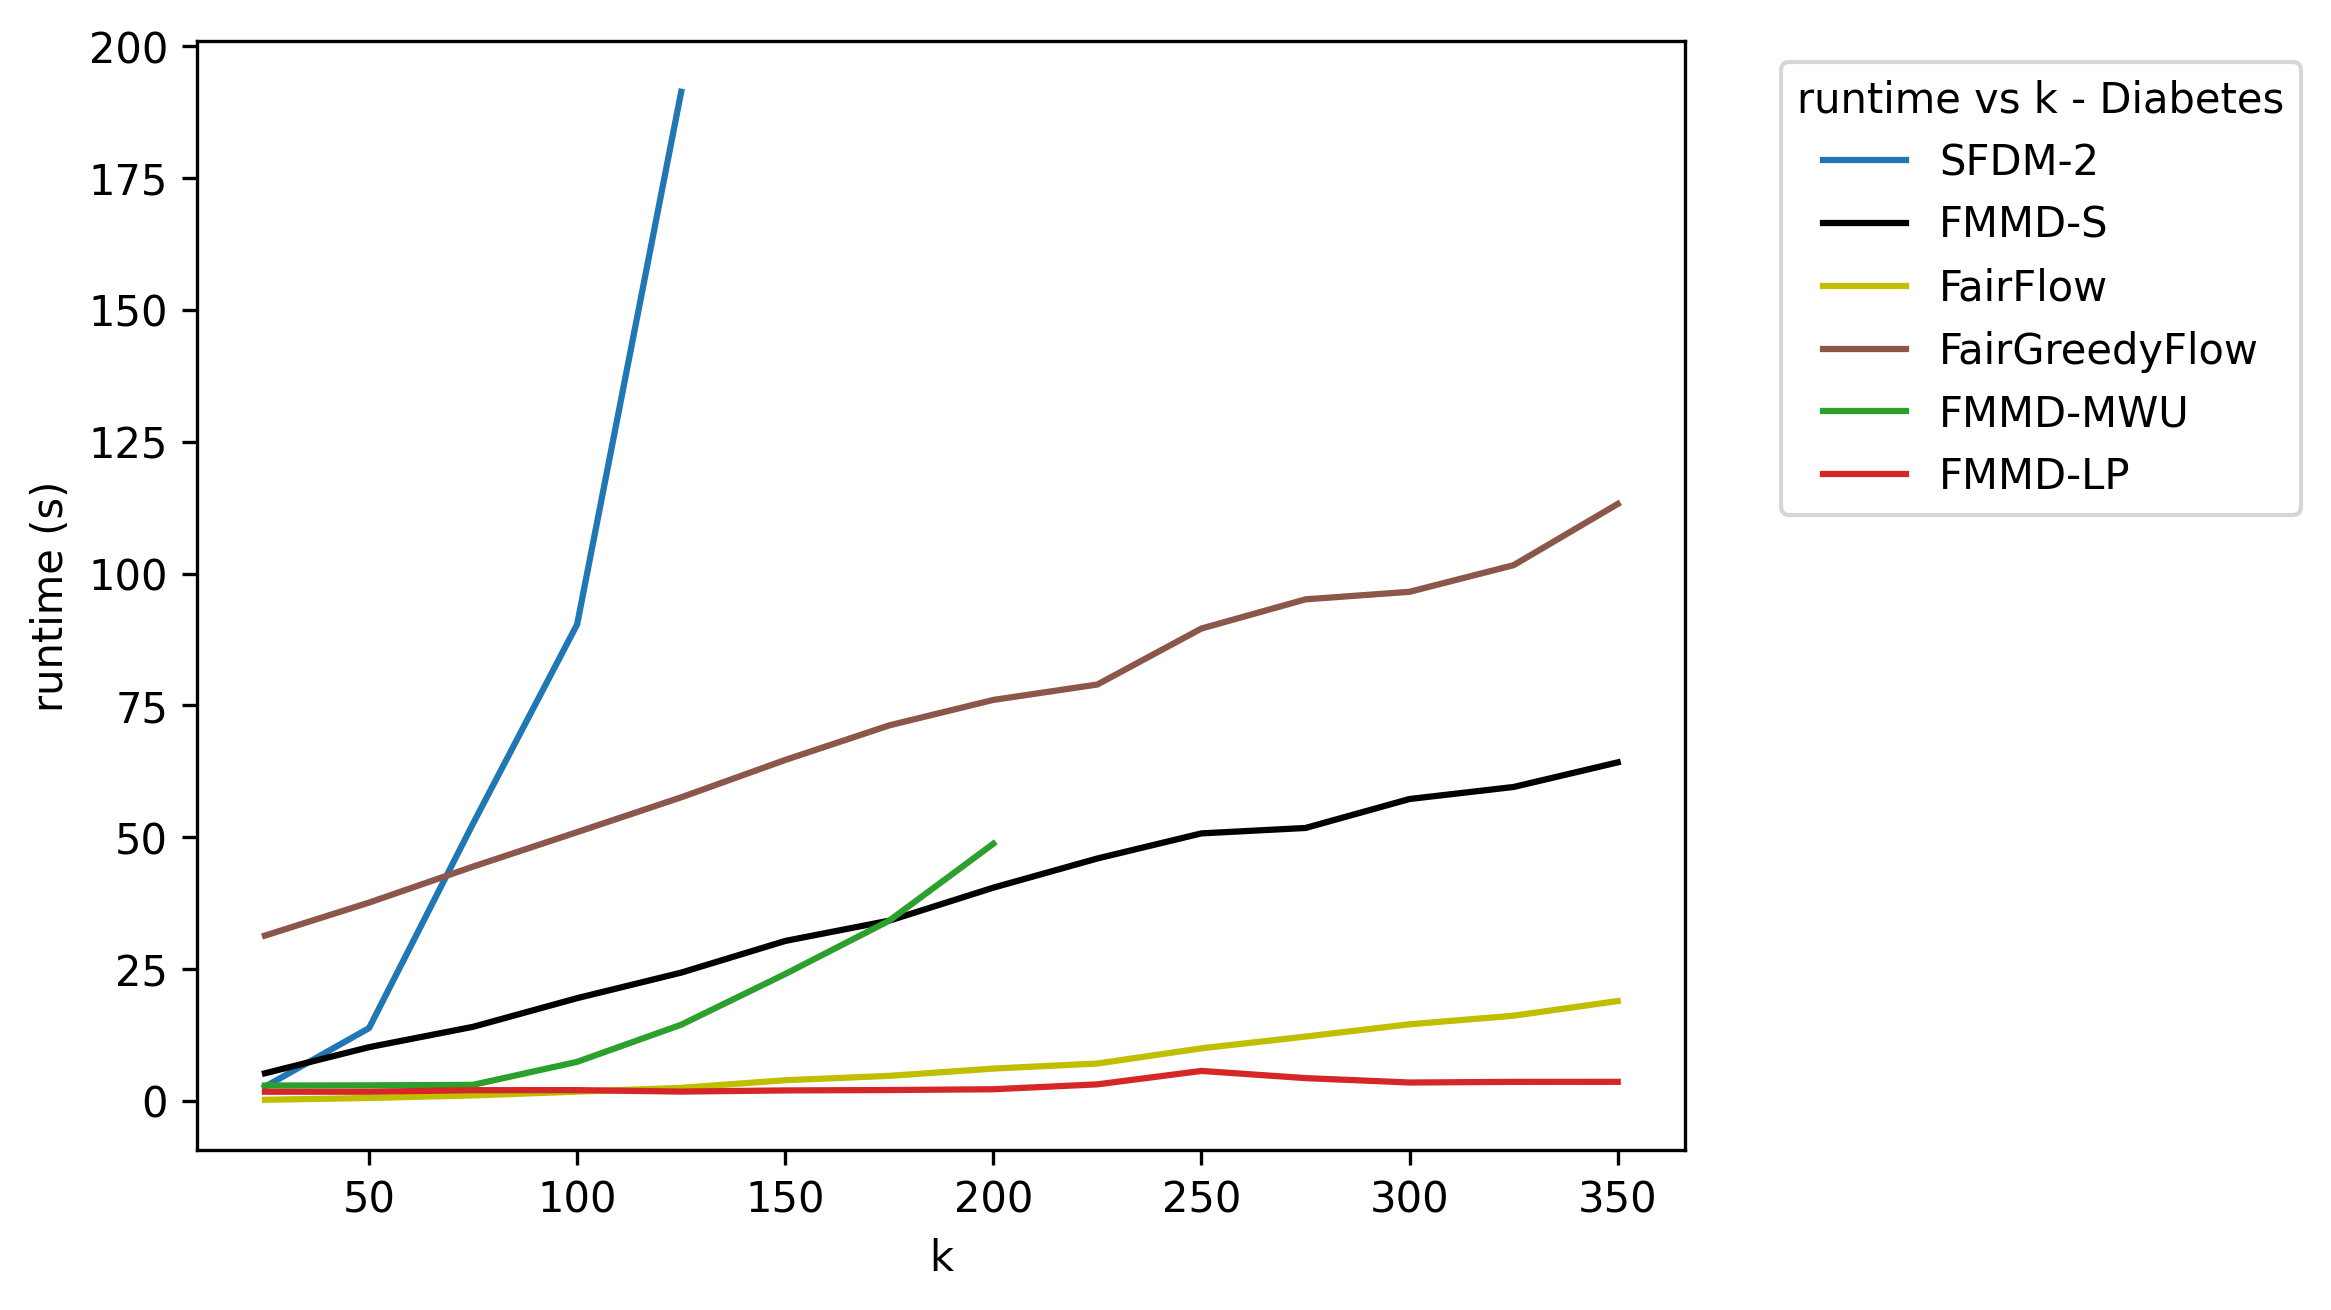 200
175
150
125
100
75
50
25
0
runtime (s)
50 100 150 200 250 300 350
k
runtime vs k - Diabetes
SFDM-2
FMMD-S
FairFlow
FairGreedyFlow
FMMD-MWU
FMMD-LP